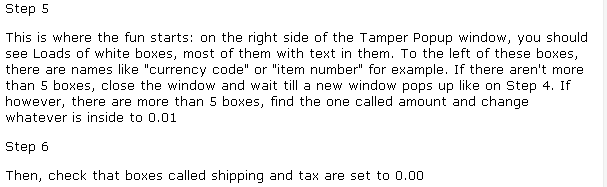 Step 5
This is where the fun starts: on the right side of the Tamper Popup window, you should
see Loads of white boxes, most of them with text in them. To the left of these boxes,
there are names like "currency code" or "item number" for example. If there aren't more
than 5 boxes, close the window and wait till a new window pops up like on Step 4. If
however, there are more than 5 boxes, find the one called amount and change
whatever is inside to 0.01
Step 6
Then, check that boxes called shipping and tax are set to 0.00